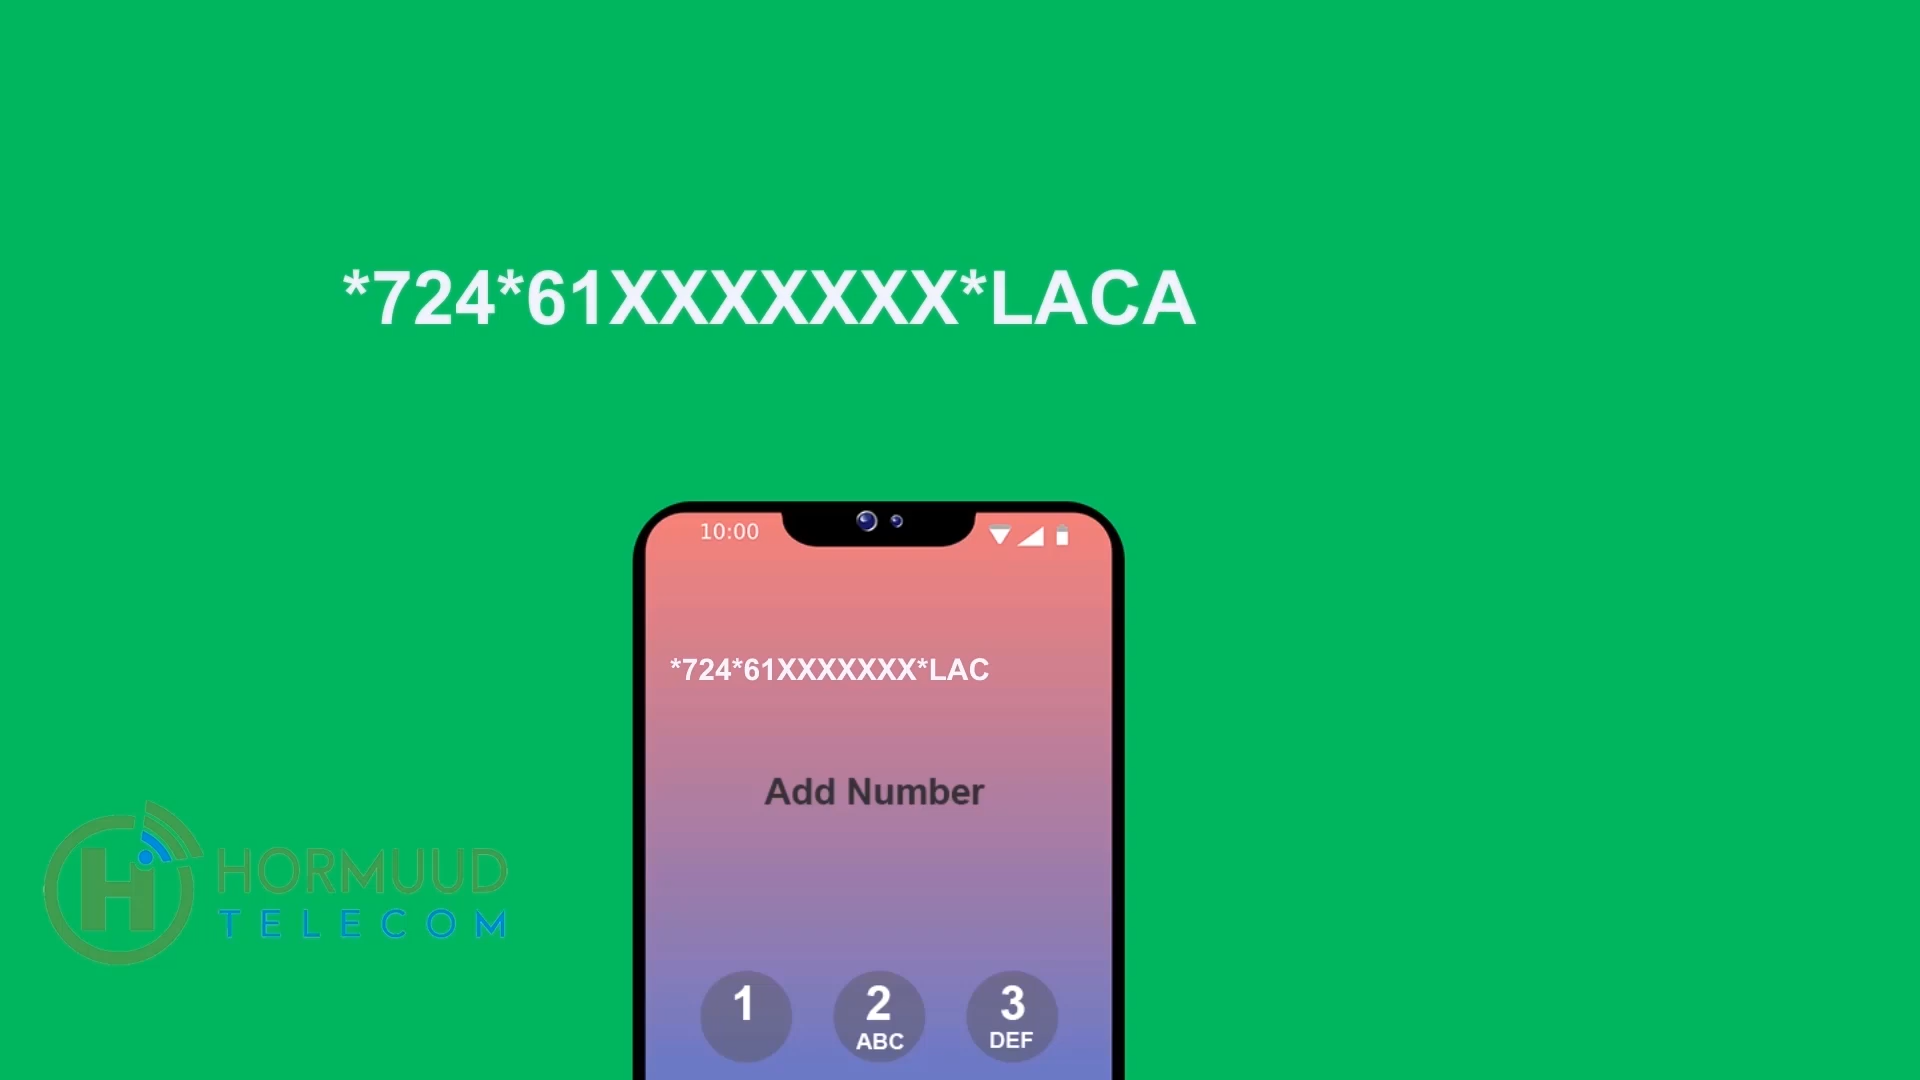 *724*61XXXXXXX*LACA
10:00
*724*61XXXXXXX*LAC
Add Number
HORMUUD
TELECOM
1 2 3
ABC DEF